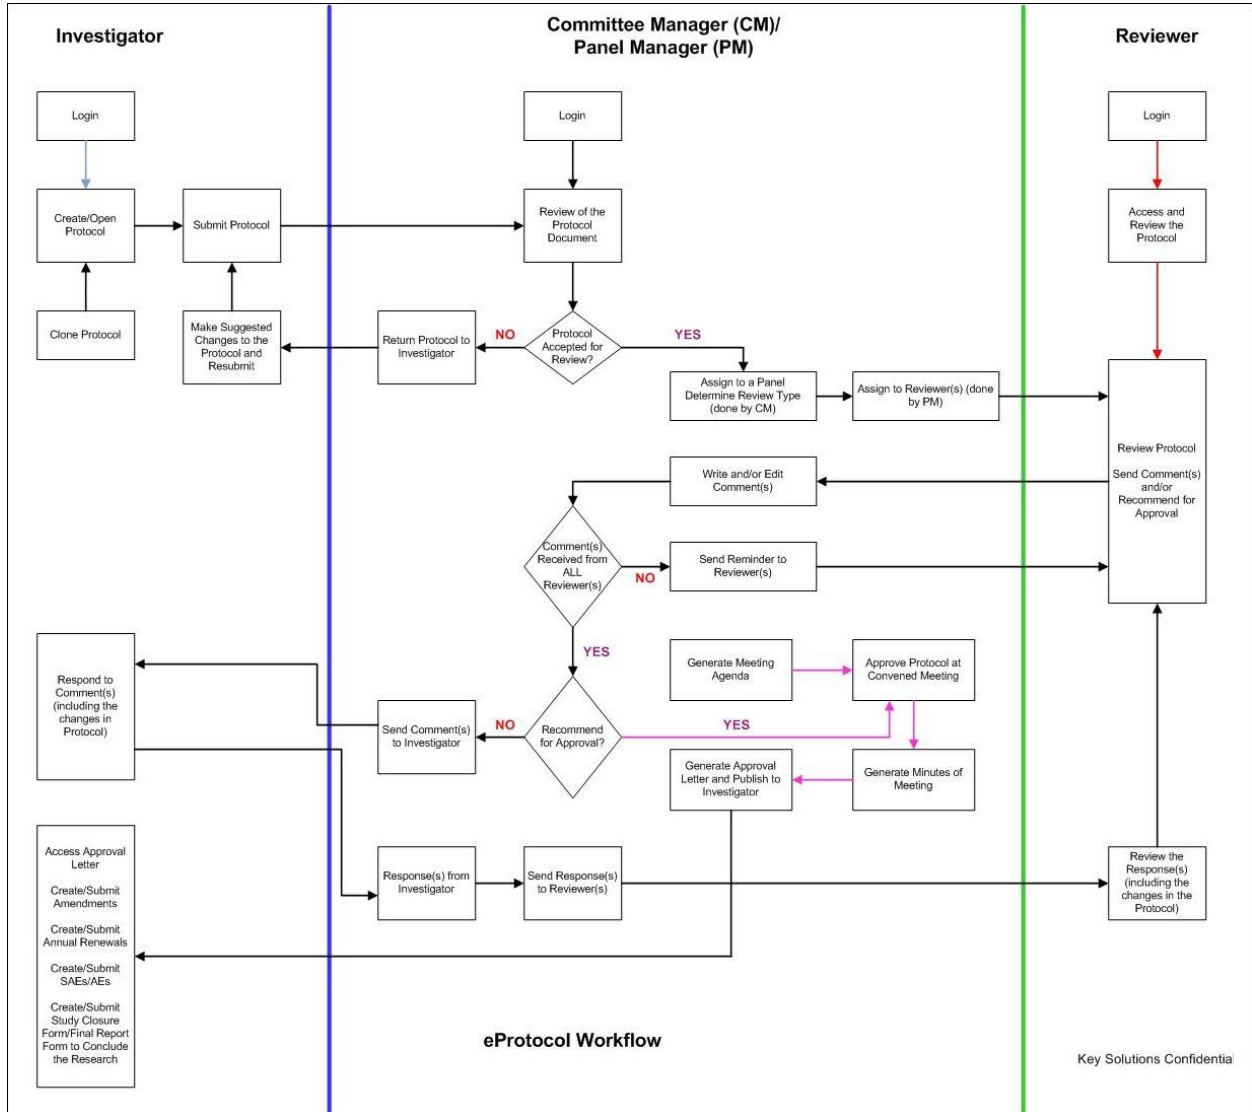 Investigator
Committee Manager (CM)/
Panel Manager (PM)
Reviewer
Login
Login
Login
Create/Open
Protocol
Submit Protocol
Review of the
Protocol
Document
Access and
Review the
Protocol
Clone Protocol
Make Suggested
Changes to the
Protocol and
Resubmit
Return Protocol to
Investigator
NO
Protocol
Accepted for
Review?
YES
Assign to a Panel
Determine Review Type
(done by CM)
Assign to Reviewer(s) (done
by PM)
Review Protocol
Send Comment(s)
and/or
Recommend for
Approval
Write and/or Edit
Comment(s)
Comment(s)
Received from
ALL
Reviewer(s)
NO
Send Reminder to
Reviewer(s)
YES
Respond to
Comment(s)
(including the
changes in
Protocol)
Send Comment(s)
to Investigator
NO
Recommend
for Approval?
YES
Generate Meeting
Agenda
Approve Protocol at
Convened Meeting
Generate Approval
Letter and Publish to
Investigator
Generate Minutes of
Meeting
Access Approval
Letter
Create/Submit
Amendments
Create/Submit
Annual Renewals
Create/Submit
SAEs/AEs
Create/Submit
Study Closure
Form/Final Report
Form to Conclude
the Research
Response(s) from
Investigator
Send Response(s)
to Reviewer(s)
Review the
Response(s)
(including the
changes in the
Protocol)
eProtocol Workflow
Key Solutions Confidential